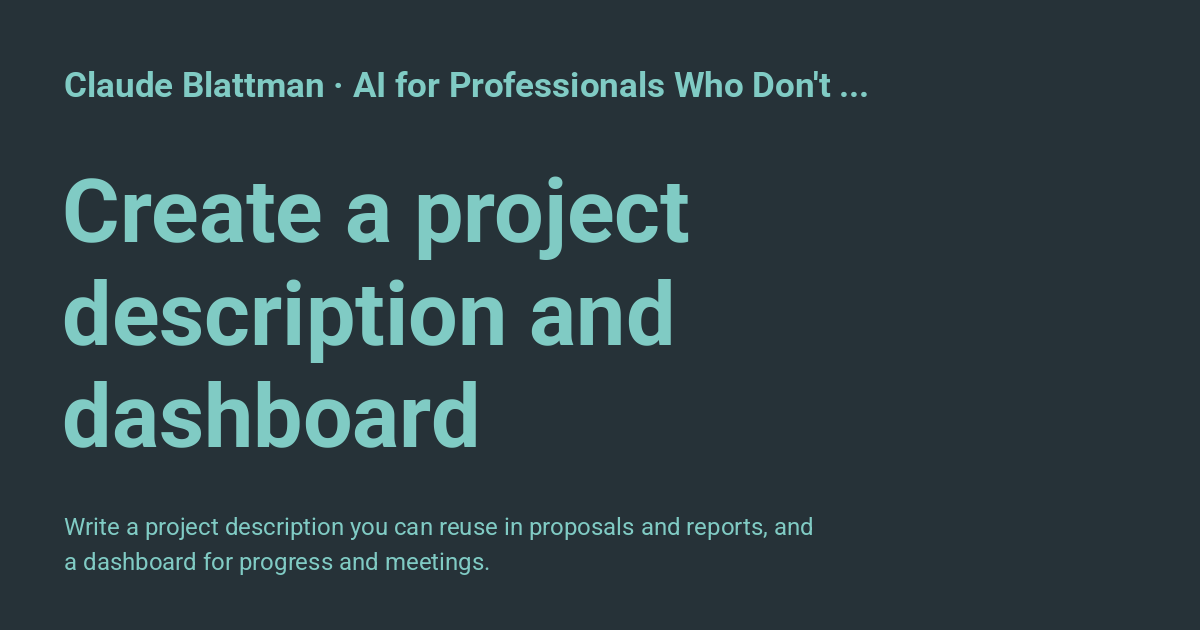 Claude Blattman · AI for Professionals Who Don't ...
Create a project
description and
dashboard
Write a project description you can reuse in proposals and reports, and
a dashboard for progress and meetings.